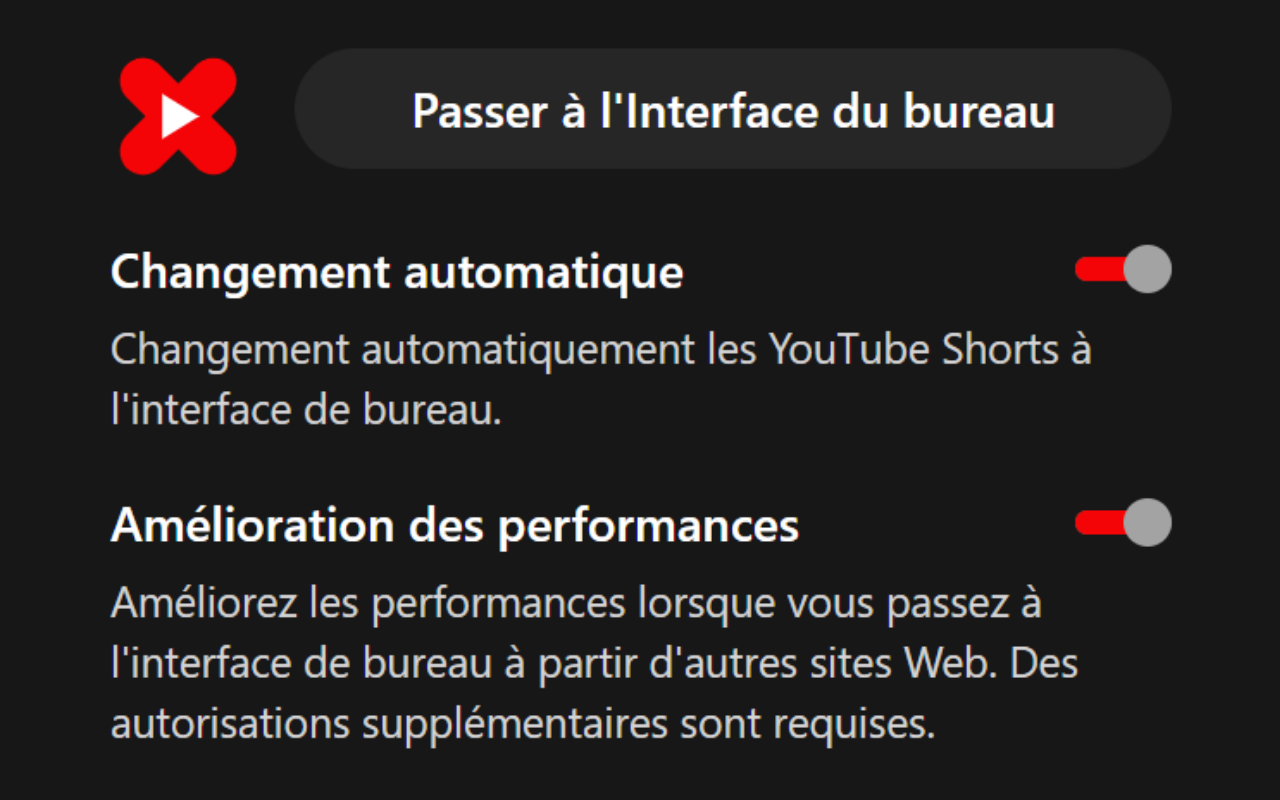 Passer à l'Interface du bureau
Changement automatique
Changement automatiquement les YouTube Shorts à
l'interface de bureau.
Amélioration des performances
Améliorez les performances lorsque vous passez à
l'interface de bureau à partir d'autres sites Web. Des
autorisations supplémentaires sont requises.